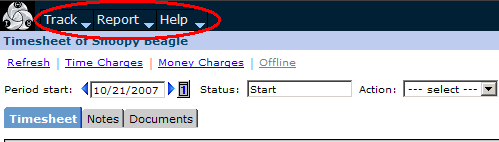 Track Report Help
Timesheet of Snoopy Beagle
Refresh | Time Charges | Money Charges | Offline
Period start: 10/21/2007 1 Status: Start Action: --- select ---
Timesheet Notes Documents